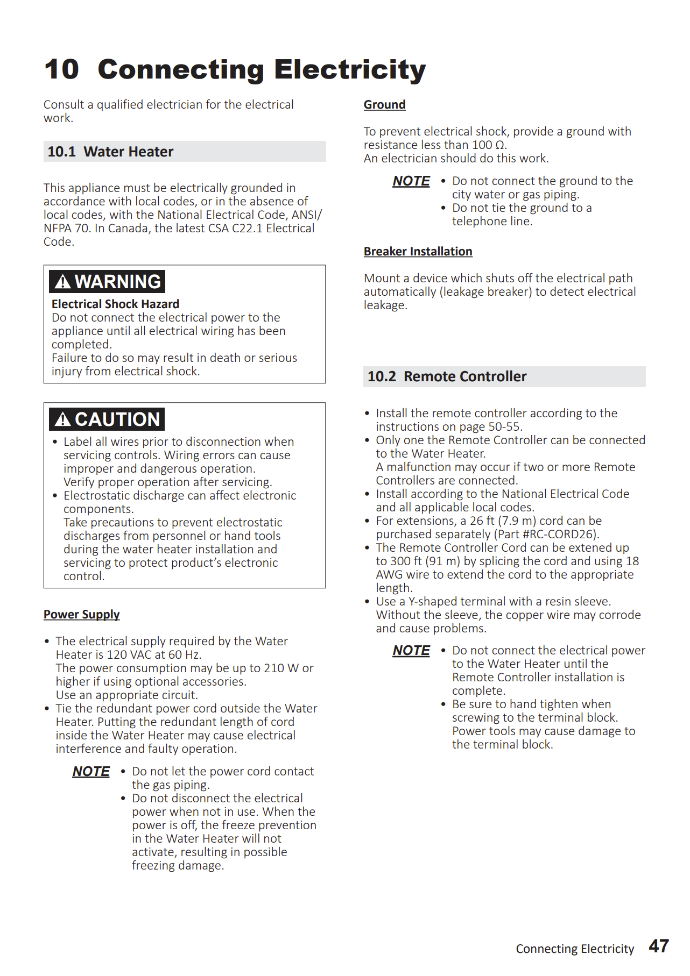 10 Connecting Electricity
Consult a qualified electrician for the electrical
work.
10.1 Water Heater
This appliance must be electrically grounded in
accordance with local codes, or in the absence of
local codes, with the National Electrical Code, ANSI/
NFPA 70. In Canada, the latest CSA C22.1 Electrical
Code.
WARNING
Electrical Shock Hazard
Do not connect the electrical power to the
appliance until all electrical wiring has been
completed.
Failure to do so may result in death or serious
injury from electrical shock.
CAUTION
• Label all wires prior to disconnection when
servicing controls. Wiring errors can cause
improper and dangerous operation.
Verify proper operation after servicing.
• Electrostatic discharge can affect electronic
components.
Take precautions to prevent electrostatic
discharges from personnel or hand tools
during the water heater installation and
servicing to protect product's electronic
control.
Power Supply
• The electrical supply required by the Water
Heater is 120 VAC at 60 Hz.
The power consumption may be up to 210 W or
higher if using optional accessories.
Use an appropriate circuit.
• Tie the redundant power cord outside the Water
Heater. Putting the redundant length of cord
inside the Water Heater may cause electrical
interference and faulty operation.
NOTE • Do not let the power cord contact
the gas piping.
• Do not disconnect the electrical
power when not in use. When the
power is off, the freeze prevention
in the Water Heater will not
activate, resulting in possible
freezing damage.
Ground
To prevent electrical shock, provide a ground with
resistance less than 100 Ω.
An electrician should do this work.
NOTE • Do not connect the ground to the
city water or gas piping.
• Do not tie the ground to a
telephone line.
Breaker Installation
Mount a device which shuts off the electrical path
automatically (leakage breaker) to detect electrical
leakage.
10.2 Remote Controller
• Install the remote controller according to the
instructions on page 50-55.
• Only one the Remote Controller can be connected
to the Water Heater.
A malfunction may occur if two or more Remote
Controllers are connected.
• Install according to the National Electrical Code
and all applicable local codes.
• For extensions, a 26 ft (7.9 m) cord can be
purchased separately (Part #RC-CORD26).
• The Remote Controller Cord can be extened up
to 300 ft (91 m) by splicing the cord and using 18
AWG wire to extend the cord to the appropriate
length.
• Use a Y-shaped terminal with a resin sleeve.
Without the sleeve, the copper wire may corrode
and cause problems.
NOTE • Do not connect the electrical power
to the Water Heater until the
Remote Controller installation is
complete.
• Be sure to hand tighten when
screwing to the terminal block.
Power tools may cause damage to
the terminal block.
Connecting Electricity 47